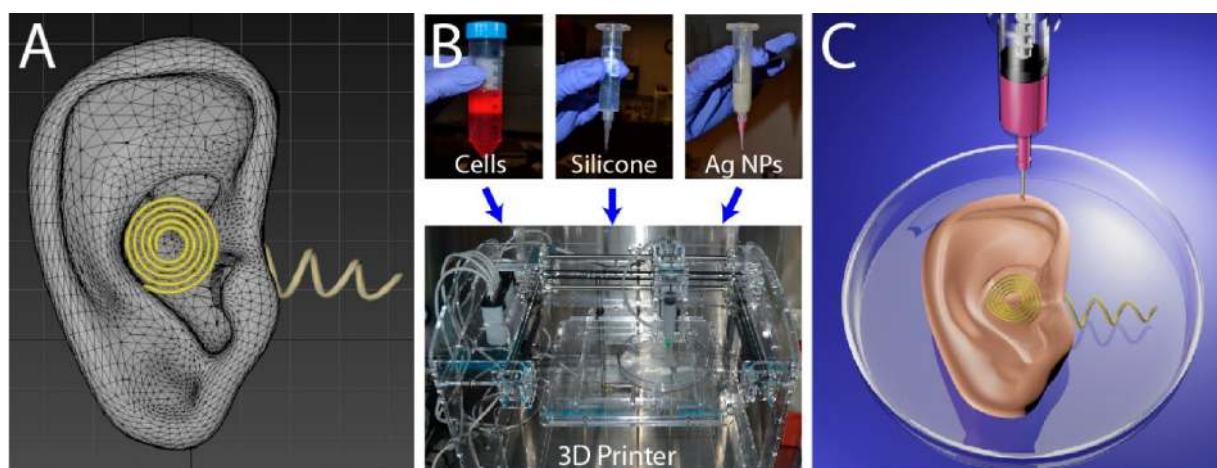 A
B
C
Cells
Silicone
Ag NPs
3D Printer